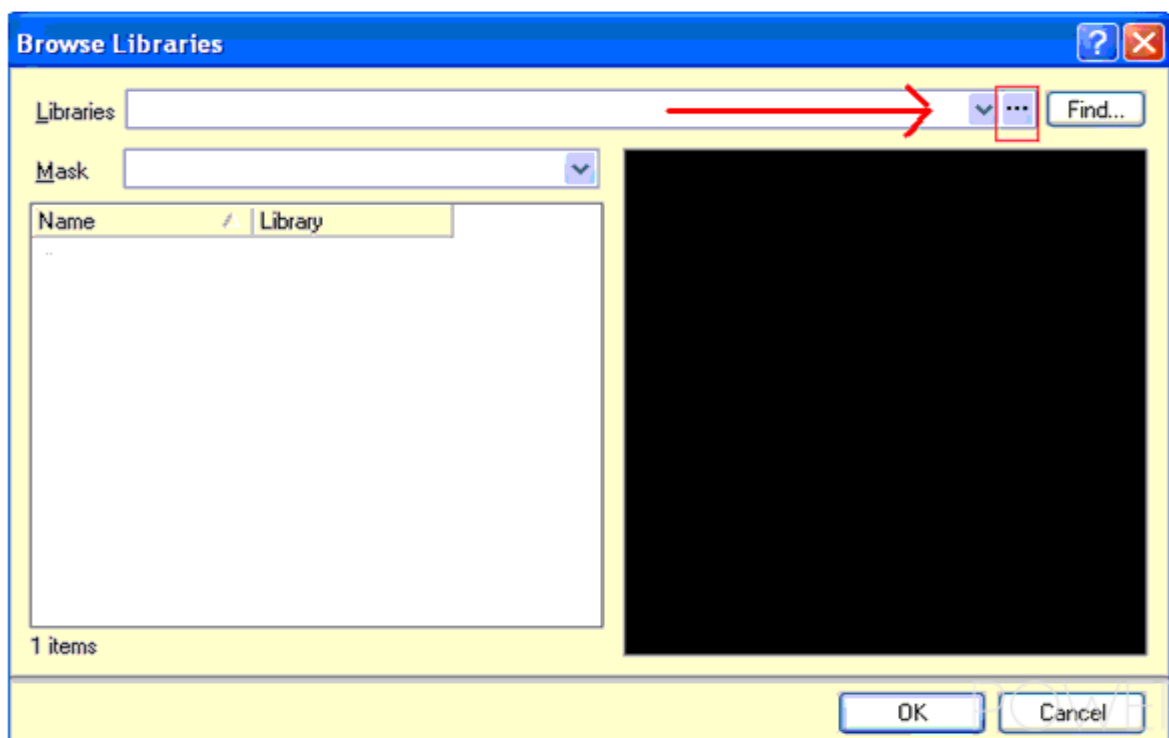 Browse Libraries
Libraries ... Find...
Mask
Name Library
..
1 items
OK Cancel